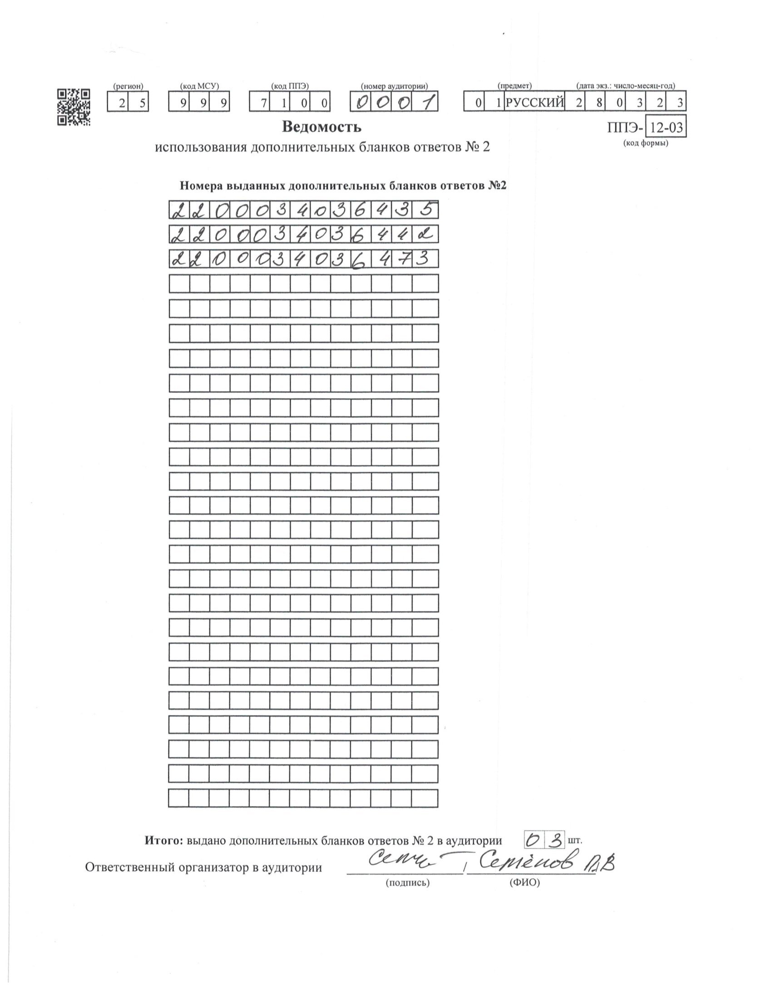 (регион) (код МСУ) (код ППЭ) (номер аудитории) (предмет) (дата экз.: число-месяц-год)
2 5 9 9 9 7 1 0 0 0 0 0 1 0 1 РУССКИЙ 2 8 0 3 2 3
Ведомость
ППЭ- 12-03
(код формы)
использования дополнительных бланков ответов № 2
Номера выданных дополнительных бланков ответов №2
2 2 0 0 0 3 4 0 3 6 4 3 5
2 2 0 0 0 3 4 0 3 6 4 4 2
2 2 0 0 0 3 4 0 3 6 4 7 3
Итого: выдано дополнительных бланков ответов № 2 в аудитории 0 3 шт.
Ответственный организатор в аудитории / Семёнов
(подпись) (ФИО)